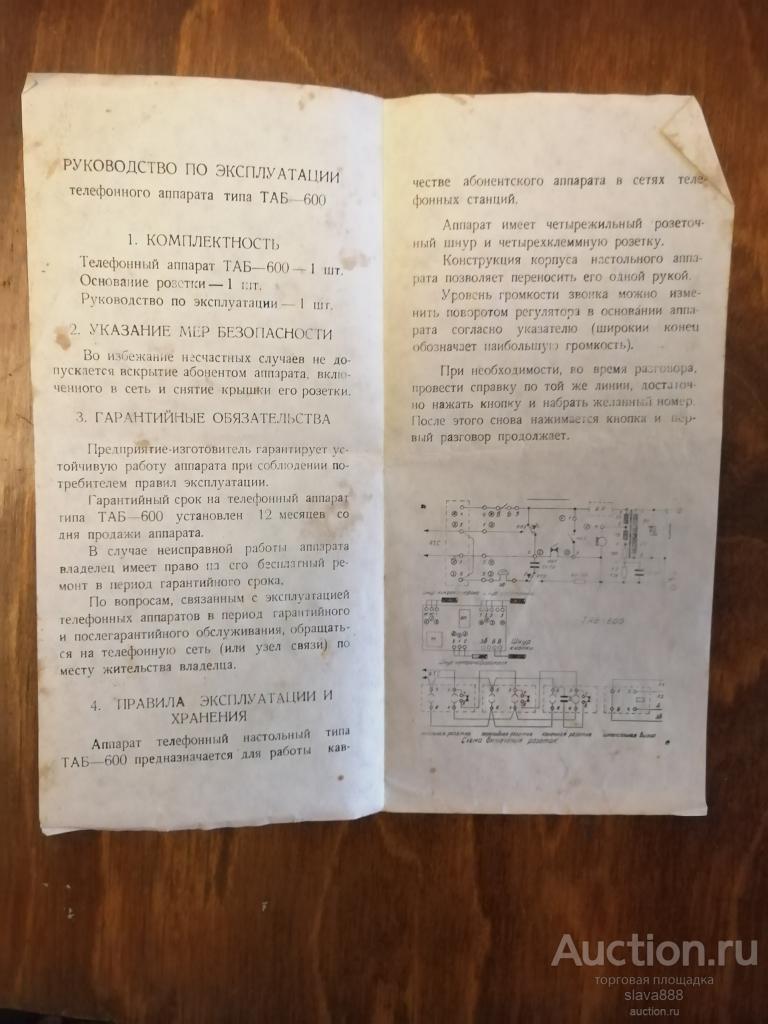 РУКОВОДСТВО ПО ЭКСПЛУАТАЦИИ
телефонного аппарата типа ТАБ—600
1. КОМПЛЕКТНОСТЬ
Телефонный аппарат ТАБ—600 — 1 шт.
Основание розетки — 1 шт.
Руководство по эксплуатации — 1 шт.
2. УКАЗАНИЕ МЕР БЕЗОПАСНОСТИ
Во избежание несчастных случаев не до-
пускается вскрытие абонентом аппарата, вклю-
ченного в сеть и снятие крышки его розетки.
3. ГАРАНТИЙНЫЕ ОБЯЗАТЕЛЬСТВА
Предприятие-изготовитель гарантирует ус-
тойчивую работу аппарата при соблюдении по-
требителем правил эксплуатации.
Гарантийный срок на телефонный аппарат
типа ТАБ—600 установлен 12 месяцев со
дня продажи аппарата.
В случае неисправной работы аппарата
владелец имеет право на его бесплатный ре-
монт в период гарантийного срока.
По вопросам, связанным с эксплуатацией
телефонных аппаратов в период гарантийного
и послегарантийного обслуживания, обращать-
ся на телефонную сеть (или узел связи) по
месту жительства владельца.
4. ПРАВИЛА ЭКСПЛУАТАЦИИ И
ХРАНЕНИЯ
Аппарат телефонный настольный типа
ТАБ—600 предназначается для работы в кач-
честве абонентского аппарата в сетях теле-
фонных станций.
Аппарат имеет четырежильный розеточ-
ный шнур и четырехклеммную розетку.
Конструкция корпуса настольного аппа-
рата позволяет переносить его одной рукой.
Уровень громкости звонка можно изме-
нить поворотом регулятора в основании аппа-
рата согласно указателю (широкий конец
обозначает наибольшую громкость).
При необходимости, во время разговора,
провести справку по той же линии, достаточ-
но нажать кнопку и набрать желанный номер.
После этого снова нажимается кнопка и пер-
вый разговор продолжает.
АТС
ТАБ-600
Шнур
кнопки
АТС
Схема включения розеток
Auction.ru
торговая площадка
slava888
auction.ru